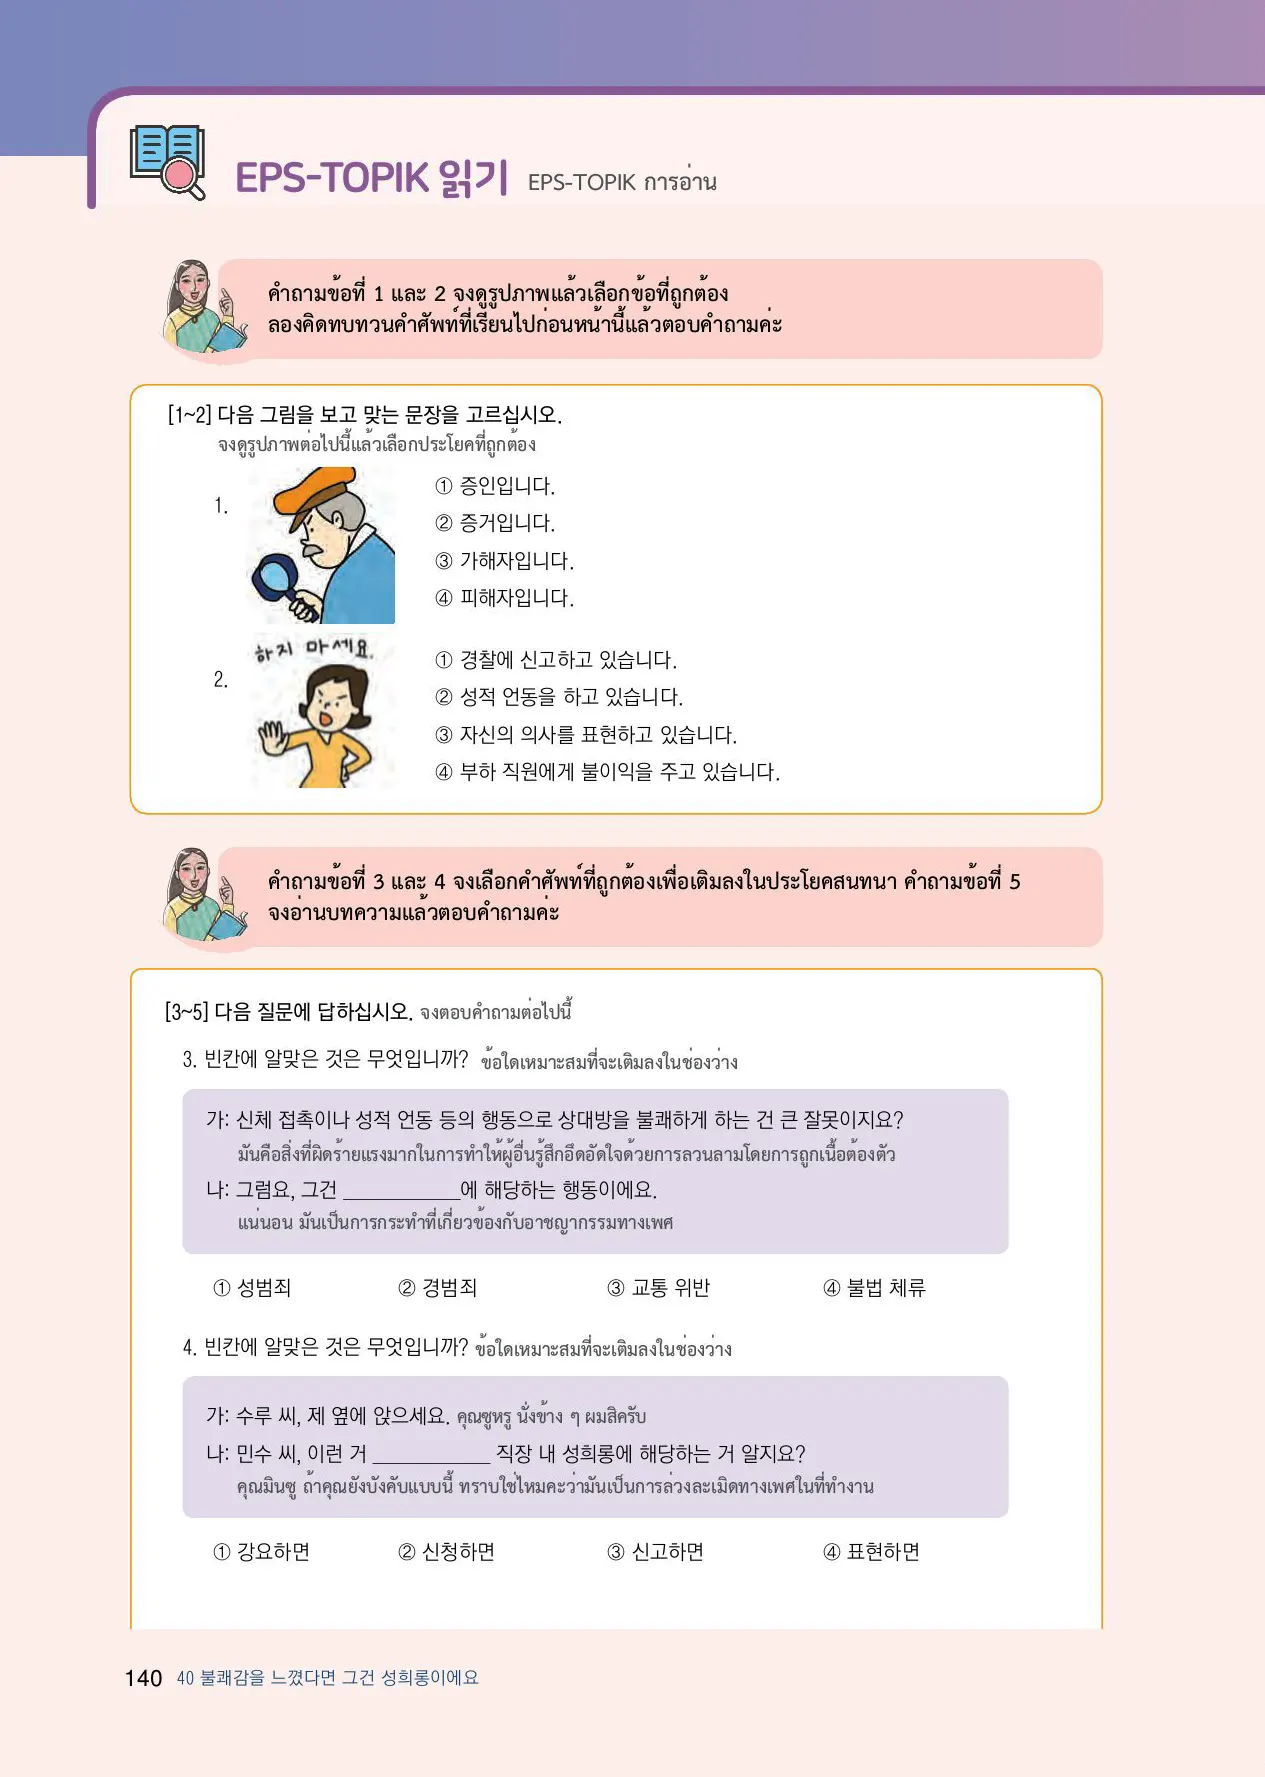 EPS-TOPIK 읽기 EPS-TOPIK การอ่าน
คำถามข้อที่ 1 และ 2 จงดูรูปภาพแล้วเลือกข้อที่ถูกต้อง
ลองคิดทบทวนคำศัพท์ที่เรียนไปก่อนหน้านี้แล้วตอบคำถามค่ะ
[1~2] 다음 그림을 보고 맞는 문장을 고르십시오.
จงดูรูปภาพต่อไปนี้แล้วเลือกประโยคที่ถูกต้อง
1.
① 증인입니다.
② 증거입니다.
③ 가해자입니다.
④ 피해자입니다.
2.
하지 마세요.
① 경찰에 신고하고 있습니다.
② 성적 언동을 하고 있습니다.
③ 자신의 의사를 표현하고 있습니다.
④ 부하 직원에게 불이익을 주고 있습니다.
คำถามข้อที่ 3 และ 4 จงเลือกคำศัพท์ที่ถูกต้องเพื่อเติมลงในประโยคสนทนา คำถามข้อที่ 5
จงอ่านบทความแล้วตอบคำถามค่ะ
[3~5] 다음 질문에 답하십시오. จงตอบคำถามต่อไปนี้
3. 빈칸에 알맞은 것은 무엇입니까? ข้อใดเหมาะสมที่จะเติมลงในช่องว่าง
가: 신체 접촉이나 성적 언동 등의 행동으로 상대방을 불쾌하게 하는 건 큰 잘못이지요?
มันคือสิ่งที่ผิดร้ายแรงมากในการทำให้ผู้อื่นรู้สึกอึดอัดใจด้วยการลวนลามโดยการถูกเนื้อต้องตัว
나: 그럼요, 그건 ____________에 해당하는 행동이에요.
แน่นอน มันเป็นการกระทำที่เกี่ยวข้องกับอาชญากรรมทางเพศ
① 성범죄 ② 경범죄 ③ 교통 위반 ④ 불법 체류
4. 빈칸에 알맞은 것은 무엇입니까? ข้อใดเหมาะสมที่จะเติมลงในช่องว่าง
가: 수루 씨, 제 옆에 앉으세요. คุณซูหรู นั่งข้าง ๆ ผมสิครับ
나: 민수 씨, 이런 거 ____________ 직장 내 성희롱에 해당하는 거 알지요?
คุณมินซู ถ้าคุณยังบังคับแบบนี้ ทราบใช่ไหมคะว่ามันเป็นการล่วงละเมิดทางเพศในที่ทำงาน
① 강요하면 ② 신청하면 ③ 신고하면 ④ 표현하면
140 40 불쾌감을 느꼈다면 그건 성희롱이에요